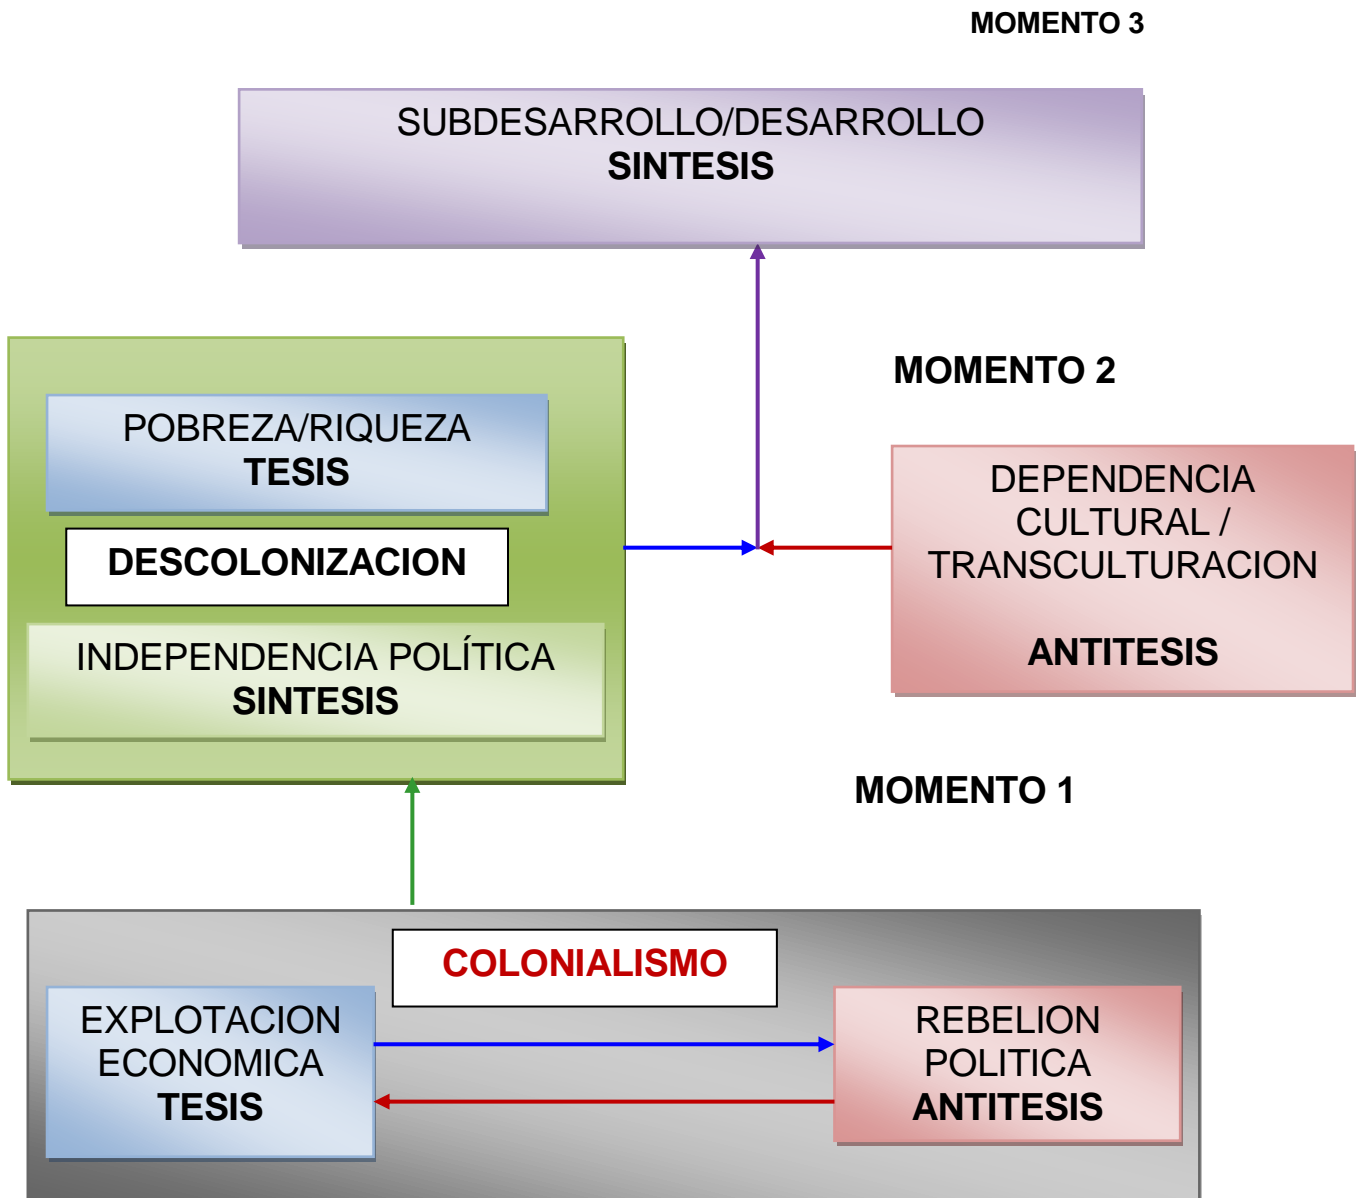 MOMENTO 3
SUBDESARROLLO/DESARROLLO
SINTESIS
MOMENTO 2
POBREZA/RIQUEZA
TESIS
DESCOLONIZACION
INDEPENDENCIA POLÍTICA
SINTESIS
DEPENDENCIA
CULTURAL /
TRANSCULTURACION
ANTITESIS
MOMENTO 1
COLONIALISMO
EXPLOTACION
ECONOMICA
TESIS
REBELION
POLITICA
ANTITESIS